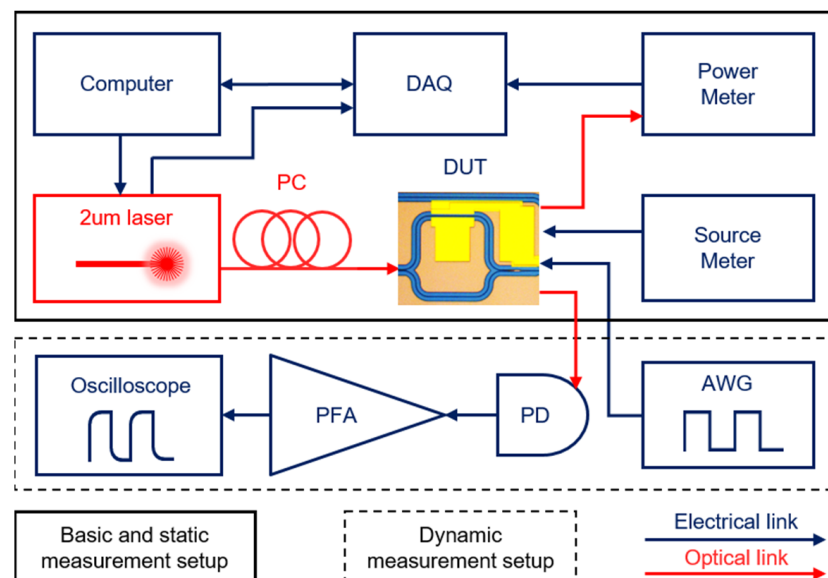 Computer
DAQ
Power
Meter
2um laser
PC
DUT
Source
Meter
Oscilloscope
PFA
PD
AWG
Basic and static
measurement setup
Dynamic
measurement setup
Electrical link
Optical link